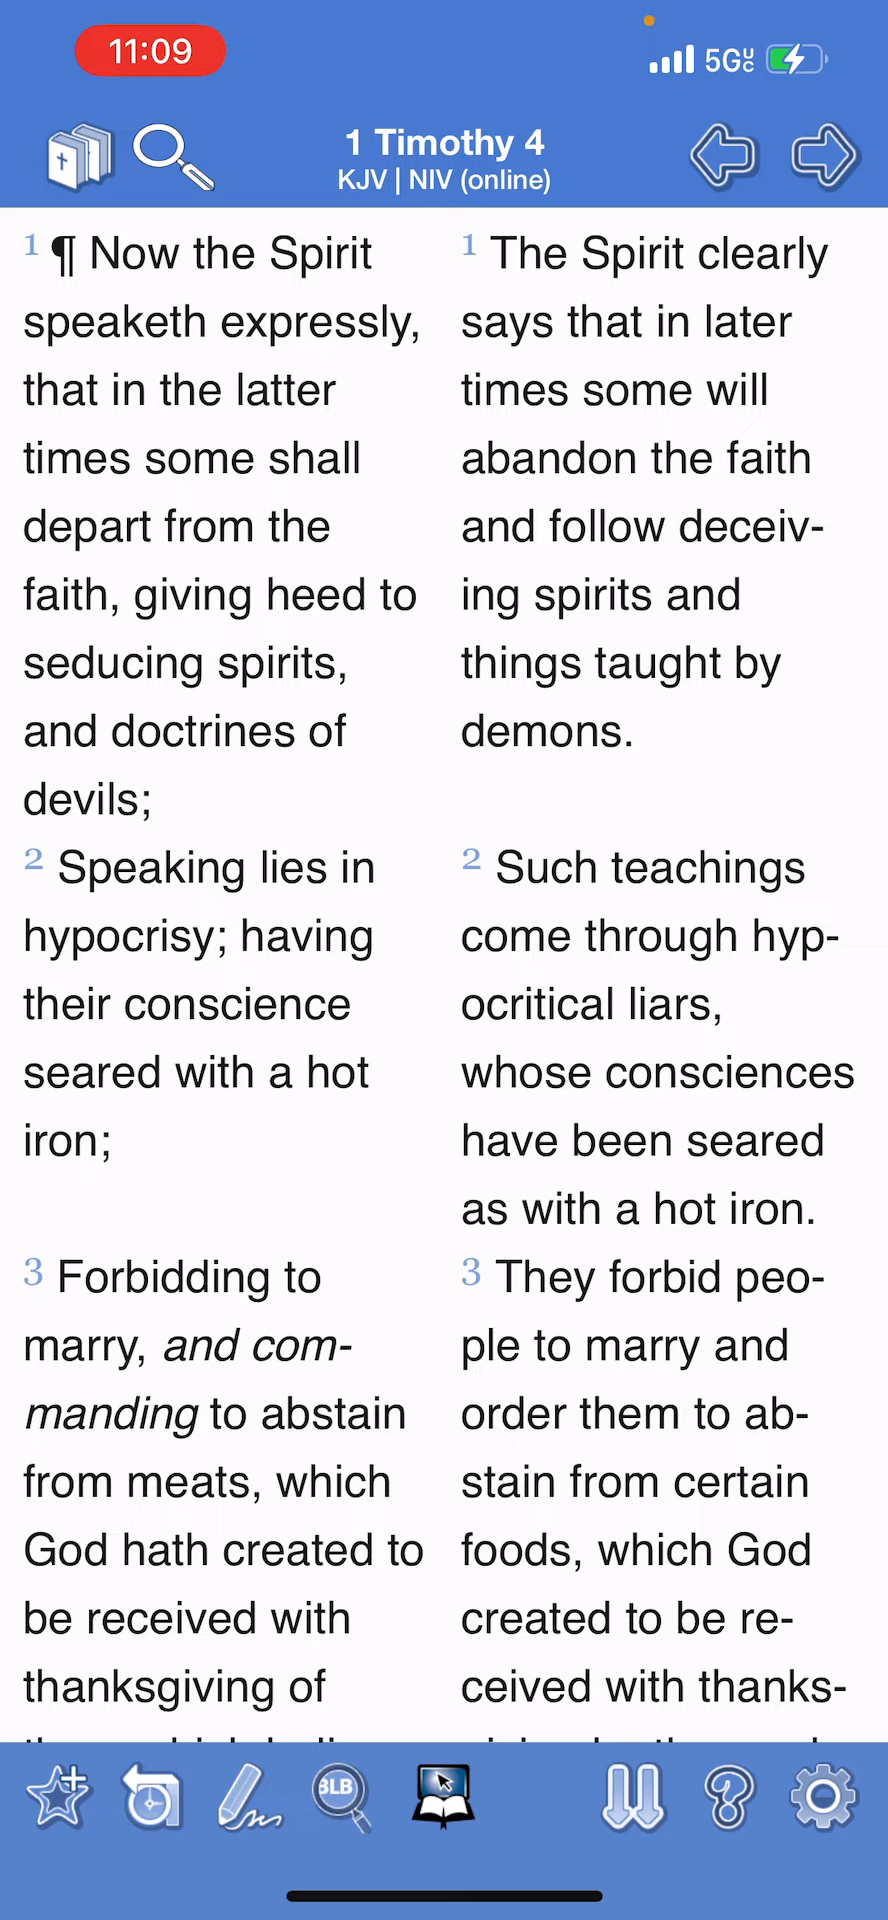 11:09
5G UC
1 Timothy 4
KJV | NIV (online)
1 ¶ Now the Spirit
speaketh expressly,
that in the latter
times some shall
depart from the
faith, giving heed to
seducing spirits,
and doctrines of
devils;
2 Speaking lies in
hypocrisy; having
their conscience
seared with a hot
iron;
3 Forbidding to
marry, and com-
manding to abstain
from meats, which
God hath created to
be received with
thanksgiving of
1 The Spirit clearly
says that in later
times some will
abandon the faith
and follow deceiv-
ing spirits and
things taught by
demons.
2 Such teachings
come through hyp-
ocritical liars,
whose consciences
have been seared
as with a hot iron.
3 They forbid peo-
ple to marry and
order them to ab-
stain from certain
foods, which God
created to be re-
ceived with thanks-
BLB